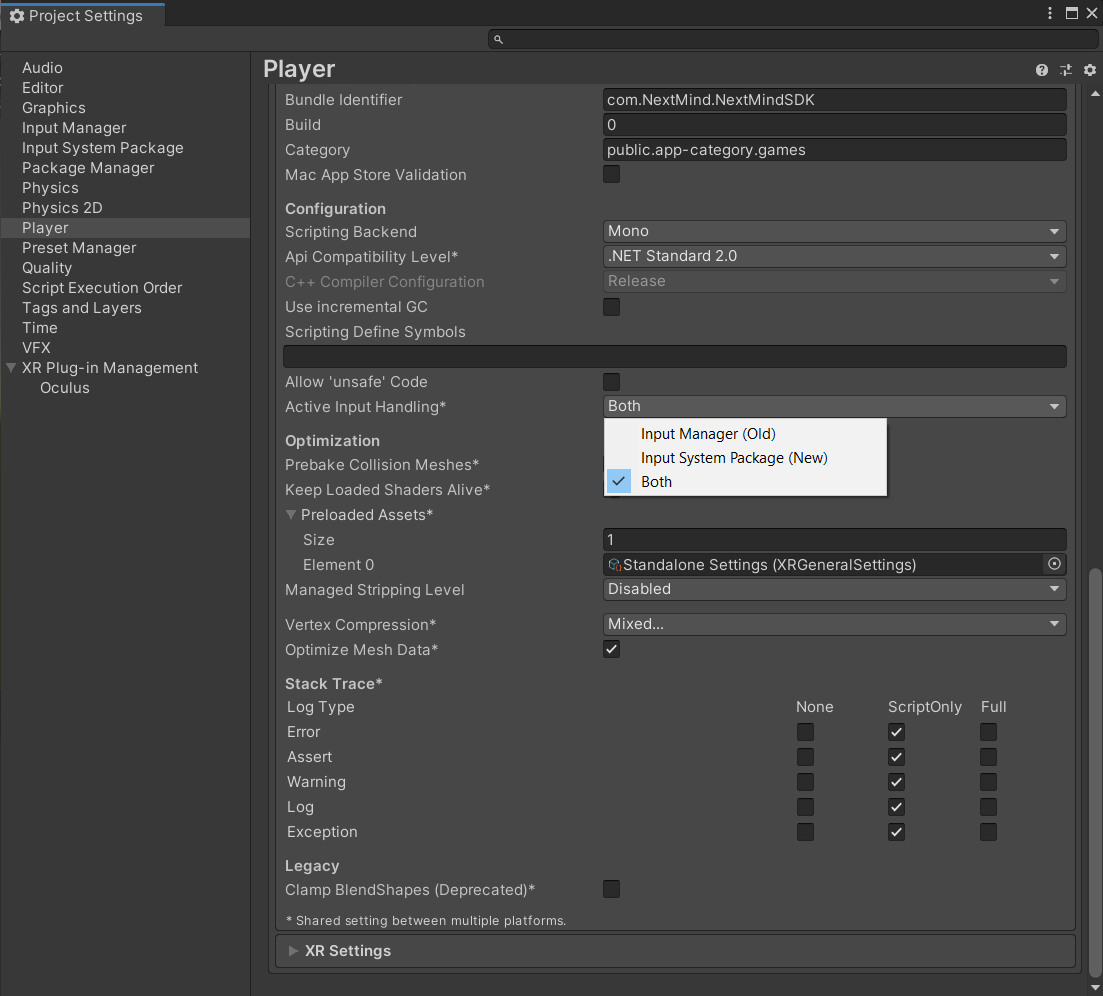 Project Settings
Audio
Editor
Graphics
Input Manager
Input System Package
Package Manager
Physics
Physics 2D
Player
Preset Manager
Quality
Script Execution Order
Tags and Layers
Time
VFX
XR Plug-in Management
Oculus
Player
Bundle Identifier com.NextMind.NextMindSDK
Build 0
Category public.app-category.games
Mac App Store Validation
Configuration
Scripting Backend Mono
Api Compatibility Level* .NET Standard 2.0
C++ Compiler Configuration Release
Use incremental GC
Scripting Define Symbols
Allow 'unsafe' Code
Active Input Handling* Both
Input Manager (Old)
Input System Package (New)
Both
Optimization
Prebake Collision Meshes*
Keep Loaded Shaders Alive*
Preloaded Assets*
Size 1
Element 0 Standalone Settings (XRGeneralSettings)
Managed Stripping Level Disabled
Vertex Compression* Mixed...
Optimize Mesh Data*
Stack Trace*
Log Type None ScriptOnly Full
Error
Assert
Warning
Log
Exception
Legacy
Clamp BlendShapes (Deprecated)*
* Shared setting between multiple platforms.
XR Settings